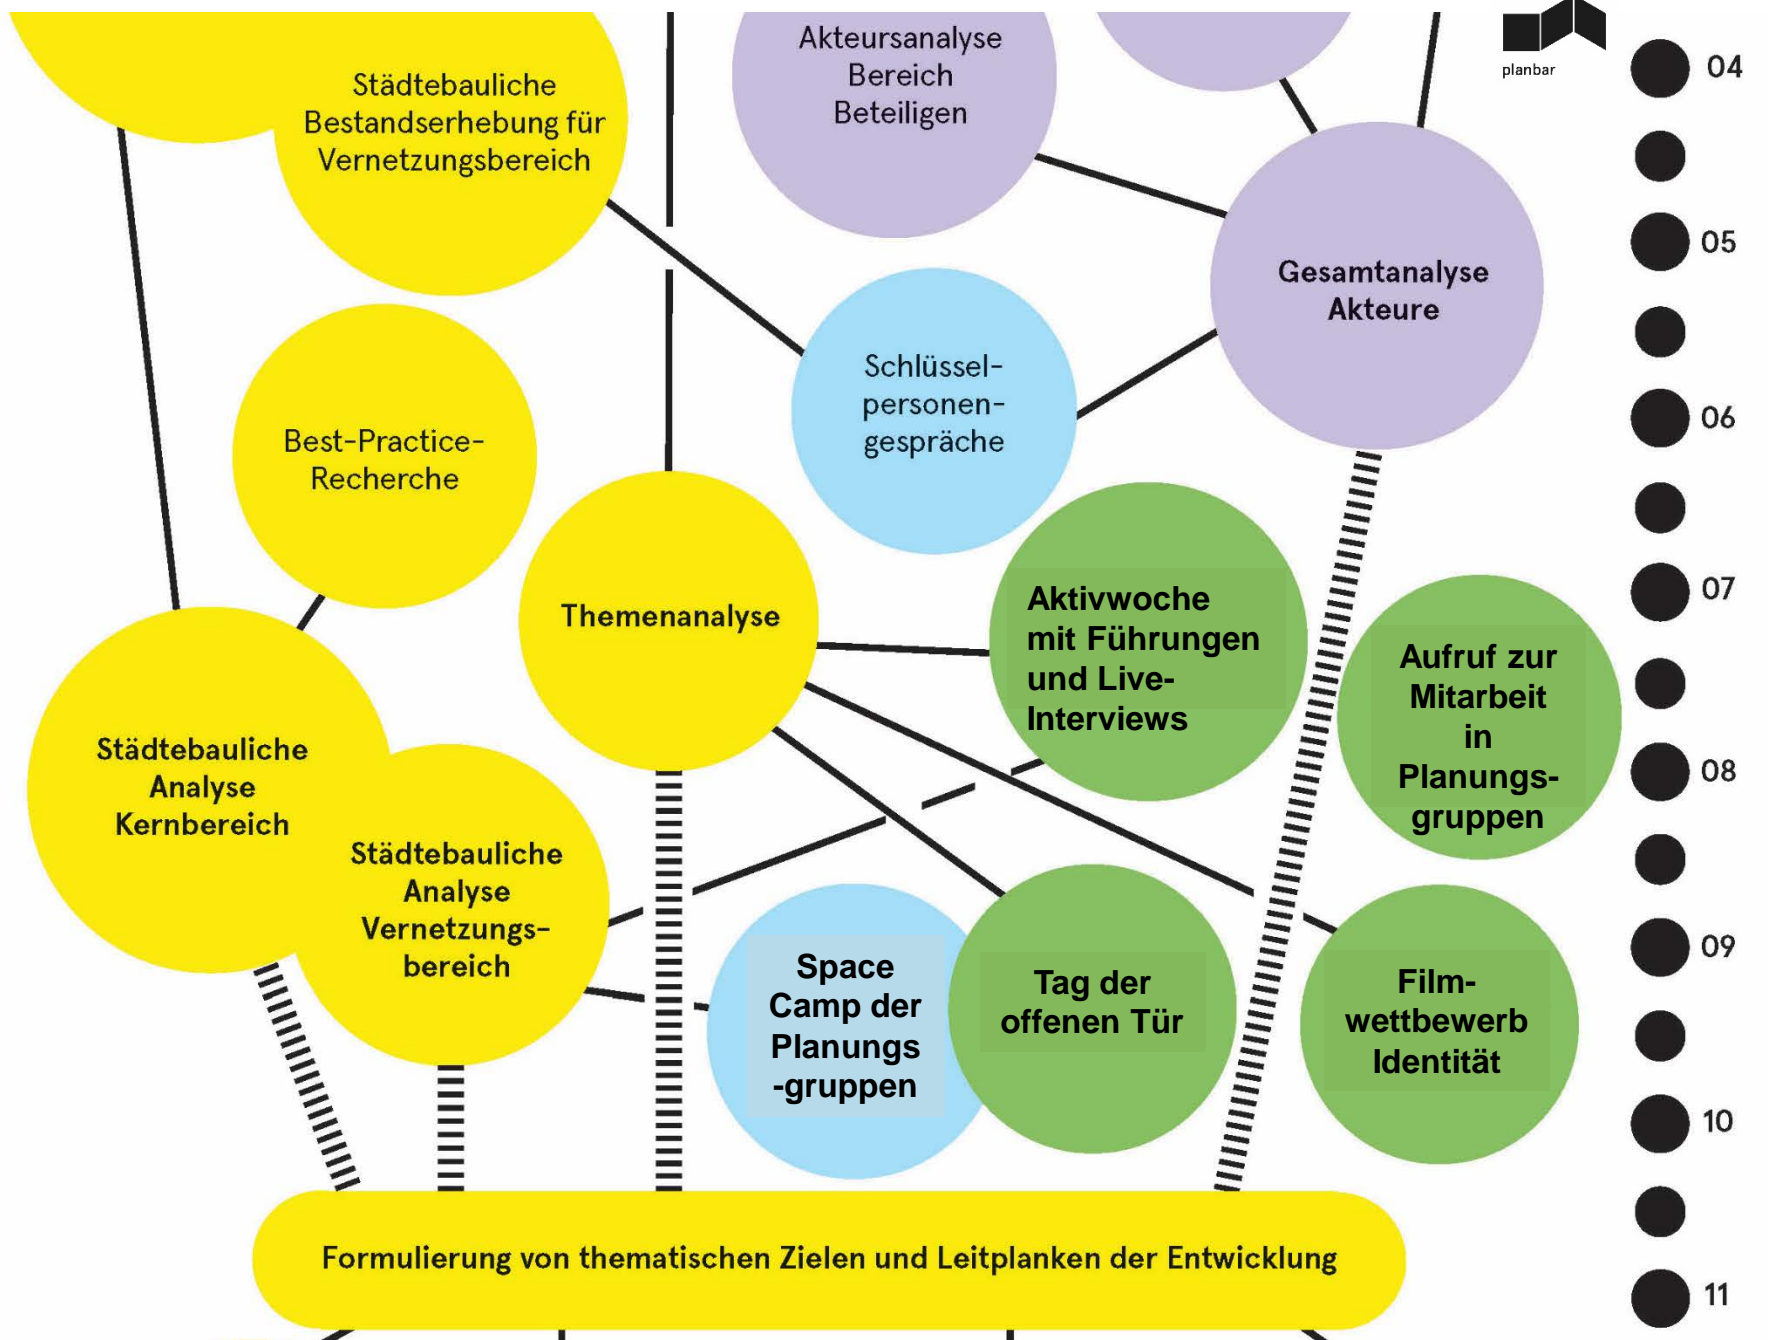 Städtebauliche
Bestandserhebung für
Vernetzungsbereich
Akteursanalyse
Bereich
Beteiligen
planbar
04
05
Gesamtanalyse
Akteure
Schlüssel-
personen-
gespräche
06
Best-Practice-
Recherche
Themenanalyse
Aktivwoche
mit Führungen
und Live-
Interviews
07
Aufruf zur
Mitarbeit
in
Planungs-
gruppen
08
Städtebauliche
Analyse
Kernbereich
Städtebauliche
Analyse
Vernetzungs-
bereich
Space
Camp der
Planungs
-gruppen
Tag der
offenen Tür
Film-
wettbewerb
Identität
09
10
Formulierung von thematischen Zielen und Leitplanken der Entwicklung
11